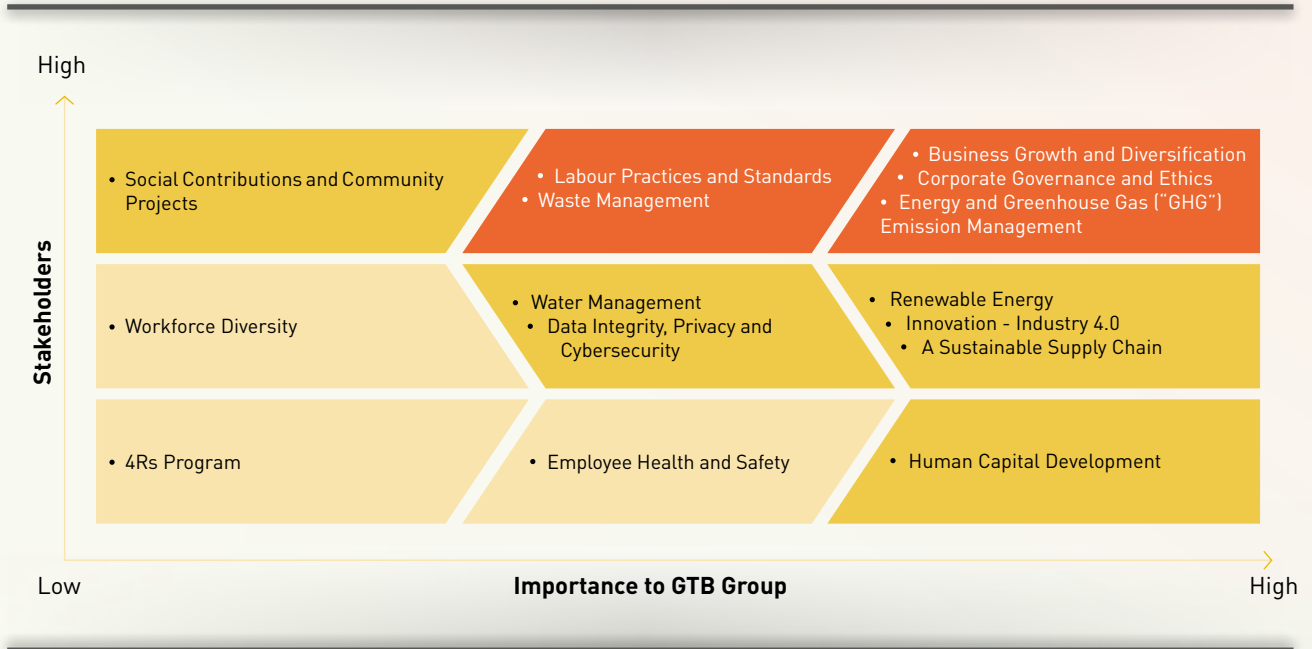 High
• Social Contributions and Community
Projects
• Labour Practices and Standards
• Waste Management
• Business Growth and Diversification
• Corporate Governance and Ethics
• Energy and Greenhouse Gas (“GHG”)
Emission Management
Stakeholders
• Workforce Diversity
• Water Management
• Data Integrity, Privacy and
Cybersecurity
• Renewable Energy
• Innovation - Industry 4.0
• A Sustainable Supply Chain
• 4Rs Program
• Employee Health and Safety
• Human Capital Development
Low
Importance to GTB Group
High